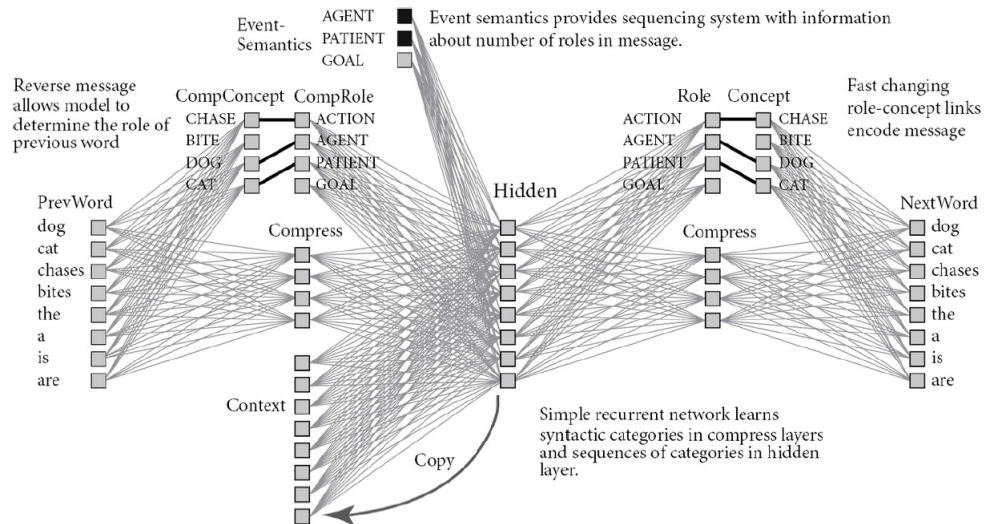 Event-
Semantics
AGENT
PATIENT
GOAL
Event semantics provides sequencing system with information
about number of roles in message.
Reverse message
allows model to
determine the role of
previous word
CompConcept
CompRole
CHASE
BITE
DOG
CAT
ACTION
AGENT
PATIENT
GOAL
Role
Concept
ACTION
AGENT
PATIENT
GOAL
CHASE
BITE
DOG
CAT
Fast changing
role-concept links
encode message
PrevWord
dog
cat
chases
bites
the
a
is
are
Compress
Hidden
Compress
NextWord
dog
cat
chases
bites
the
a
is
are
Context
Copy
Simple recurrent network learns
syntactic categories in compress layers
and sequences of categories in hidden
layer.